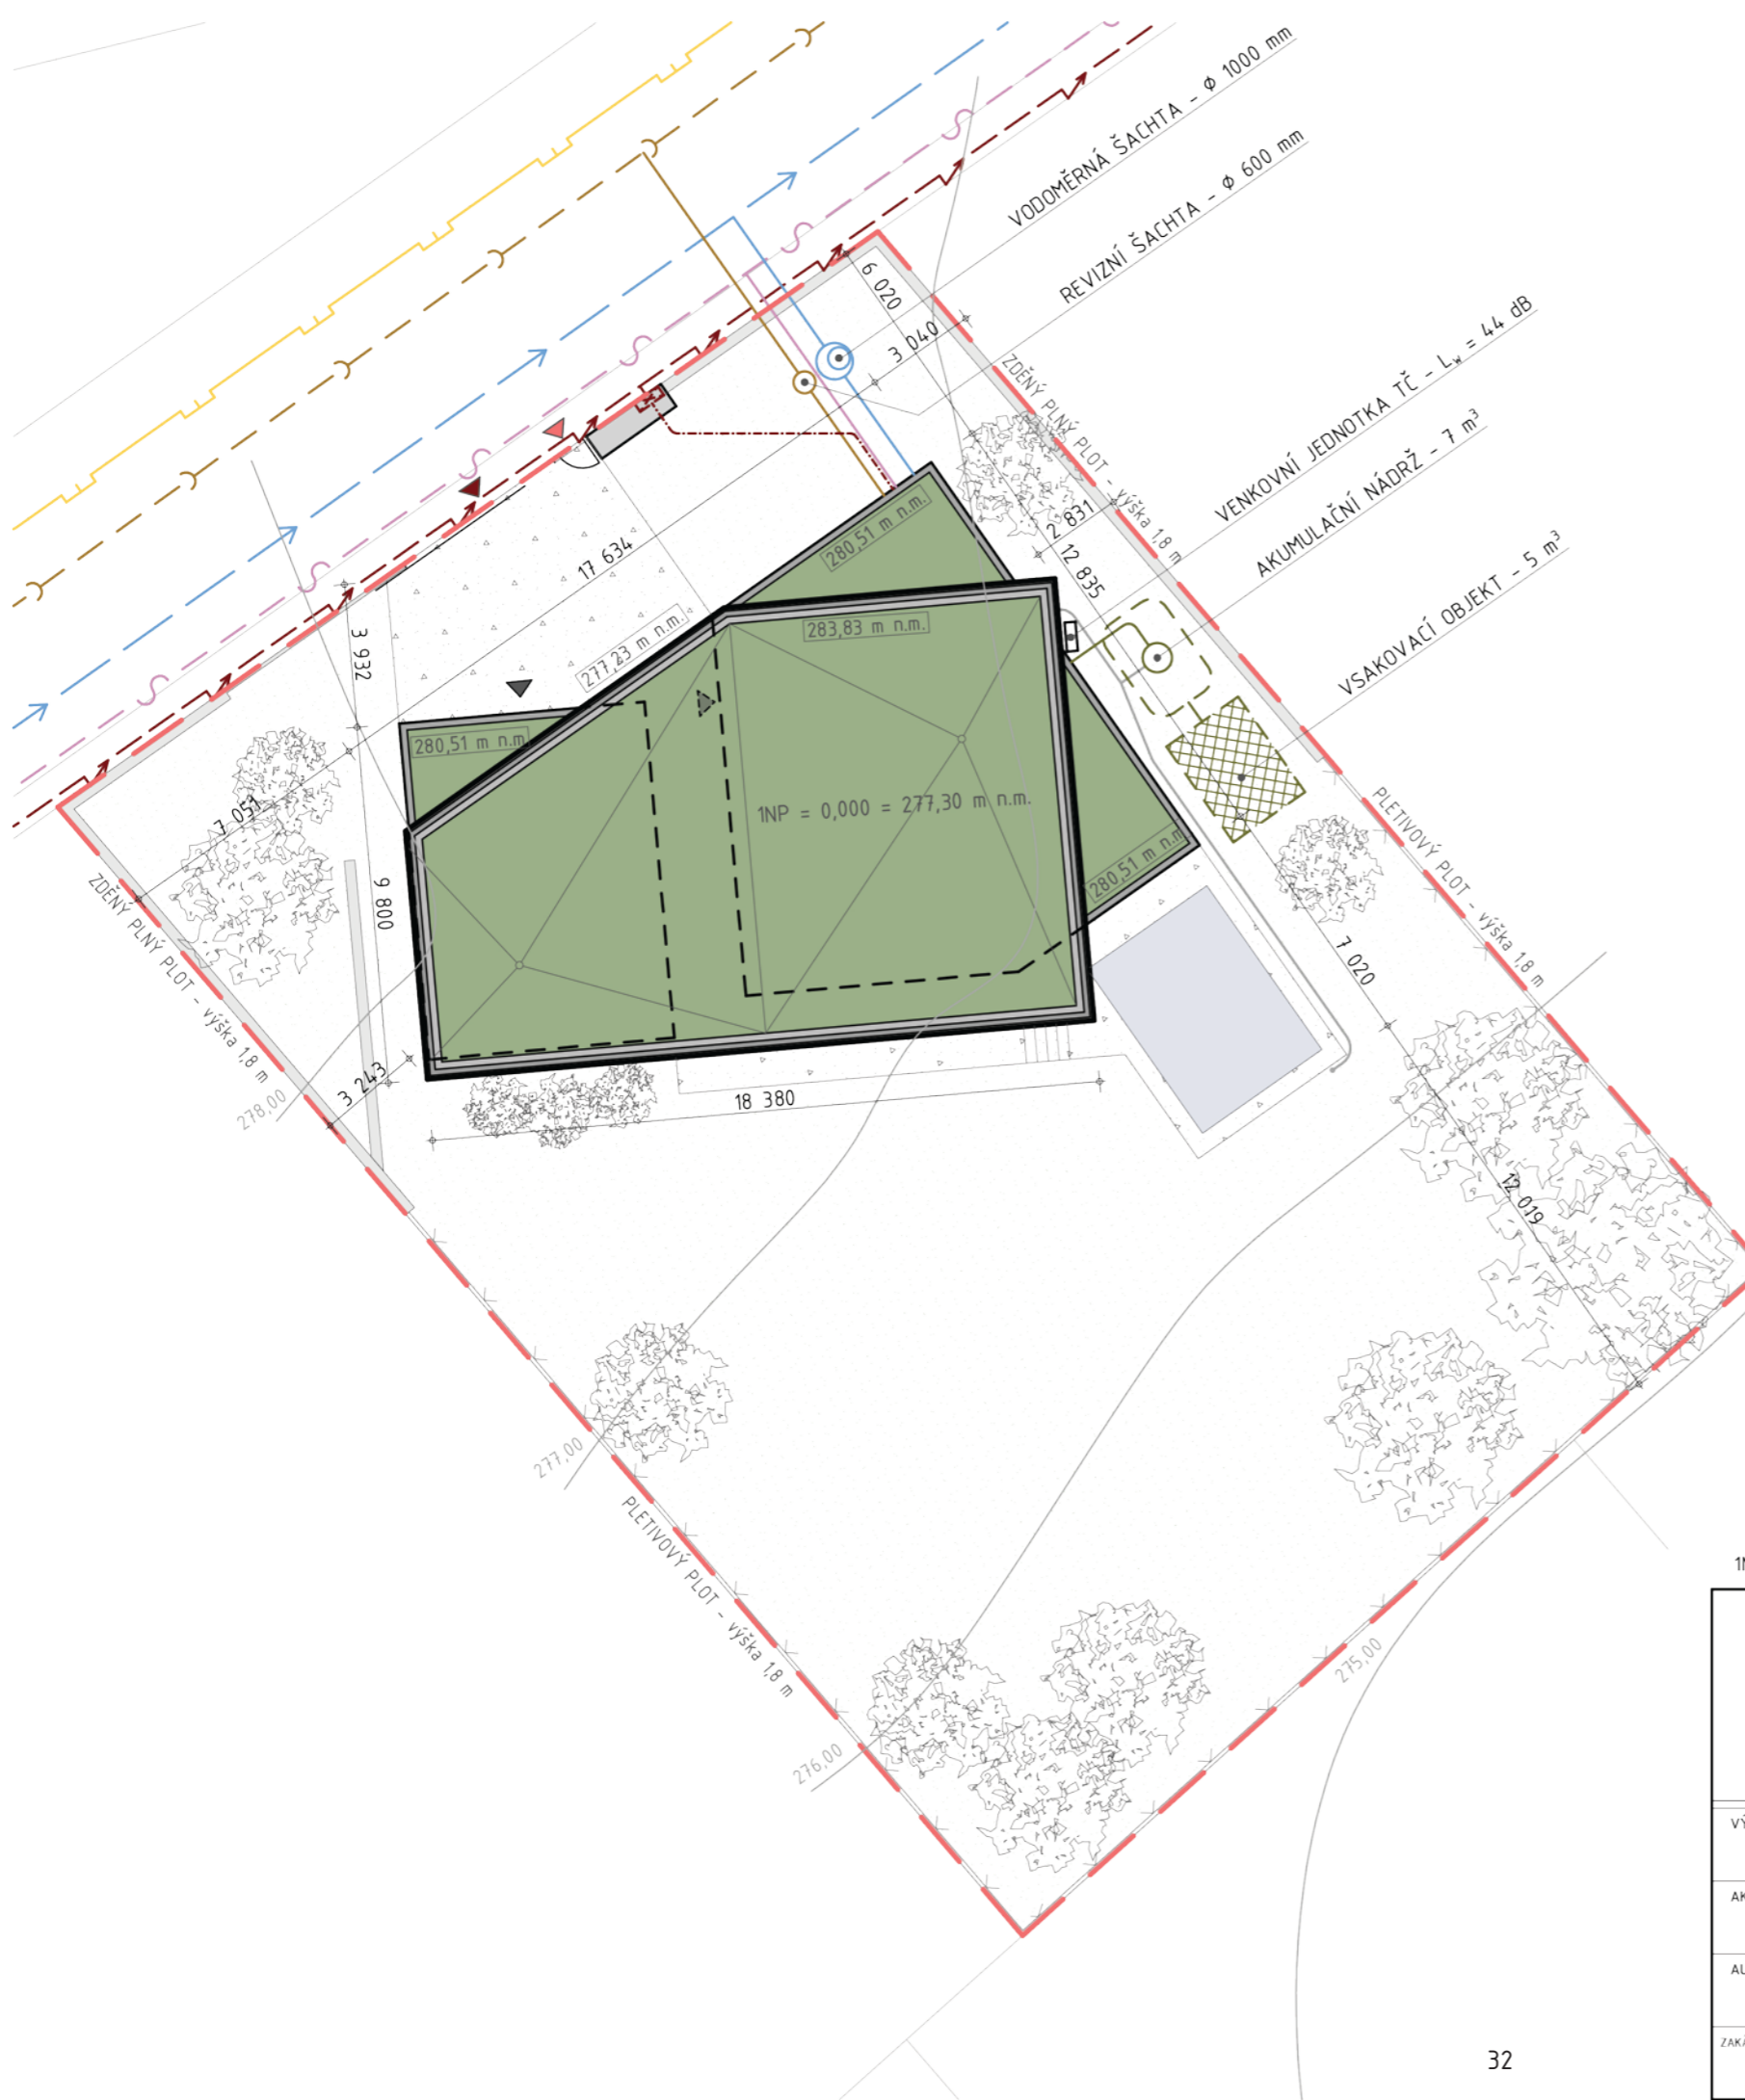 VODOMĚRNÁ ŠACHTA - Φ 1000 mm
REVIZNÍ ŠACHTA - Φ 600 mm
VENKOVNÍ JEDNOTKA TČ - Lw = 44 dB
AKUMULAČNÍ NÁDRŽ - 7 m³
VSAKOVACÍ OBJEKT - 5 m³
6 020
3 040
ZDĚNÝ PLNÝ PLOT - výška 1,8 m
2 831
12 835
280,51 m n.m.
17 634
283,83 m n.m.
277,23 m n.m.
3 932
280,51 m n.m.
7 051
1NP = 0,000 = 277,30 m n.m.
280,51 m n.m.
PLETIVOVÝ PLOT - výška 1,8 m
9 800
7 020
ZDĚNÝ PLNÝ PLOT - výška 1,8 m
3 243
278,00
18 380
12 019
277,00
PLETIVOVÝ PLOT - výška 1,8 m
276,00
275,00
VÝ
AK
ZAK
32